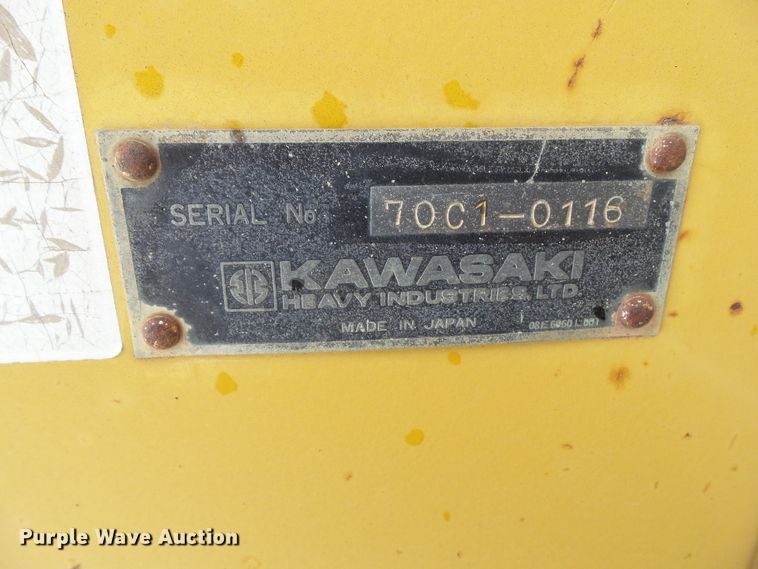 SERIAL No. 70C1-0116
KAWASAKI
HEAVY INDUSTRIES, LTD.
MADE IN JAPAN
Purple Wave Auction